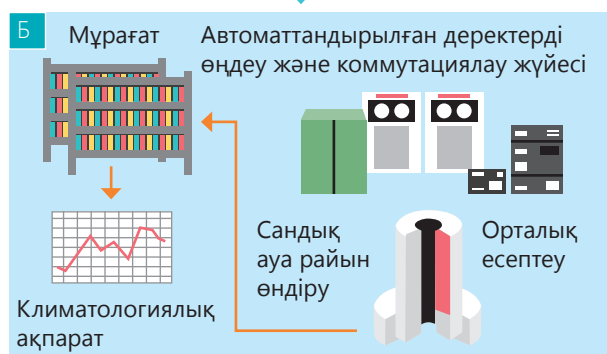 Б
Мұрағат
Автоматтандырылған деректерді
өңдеу және коммутациялау жүйесі
Сандық
ауа райын
өндіру
Орталық
есептеу
Климатологиялық
ақпарат